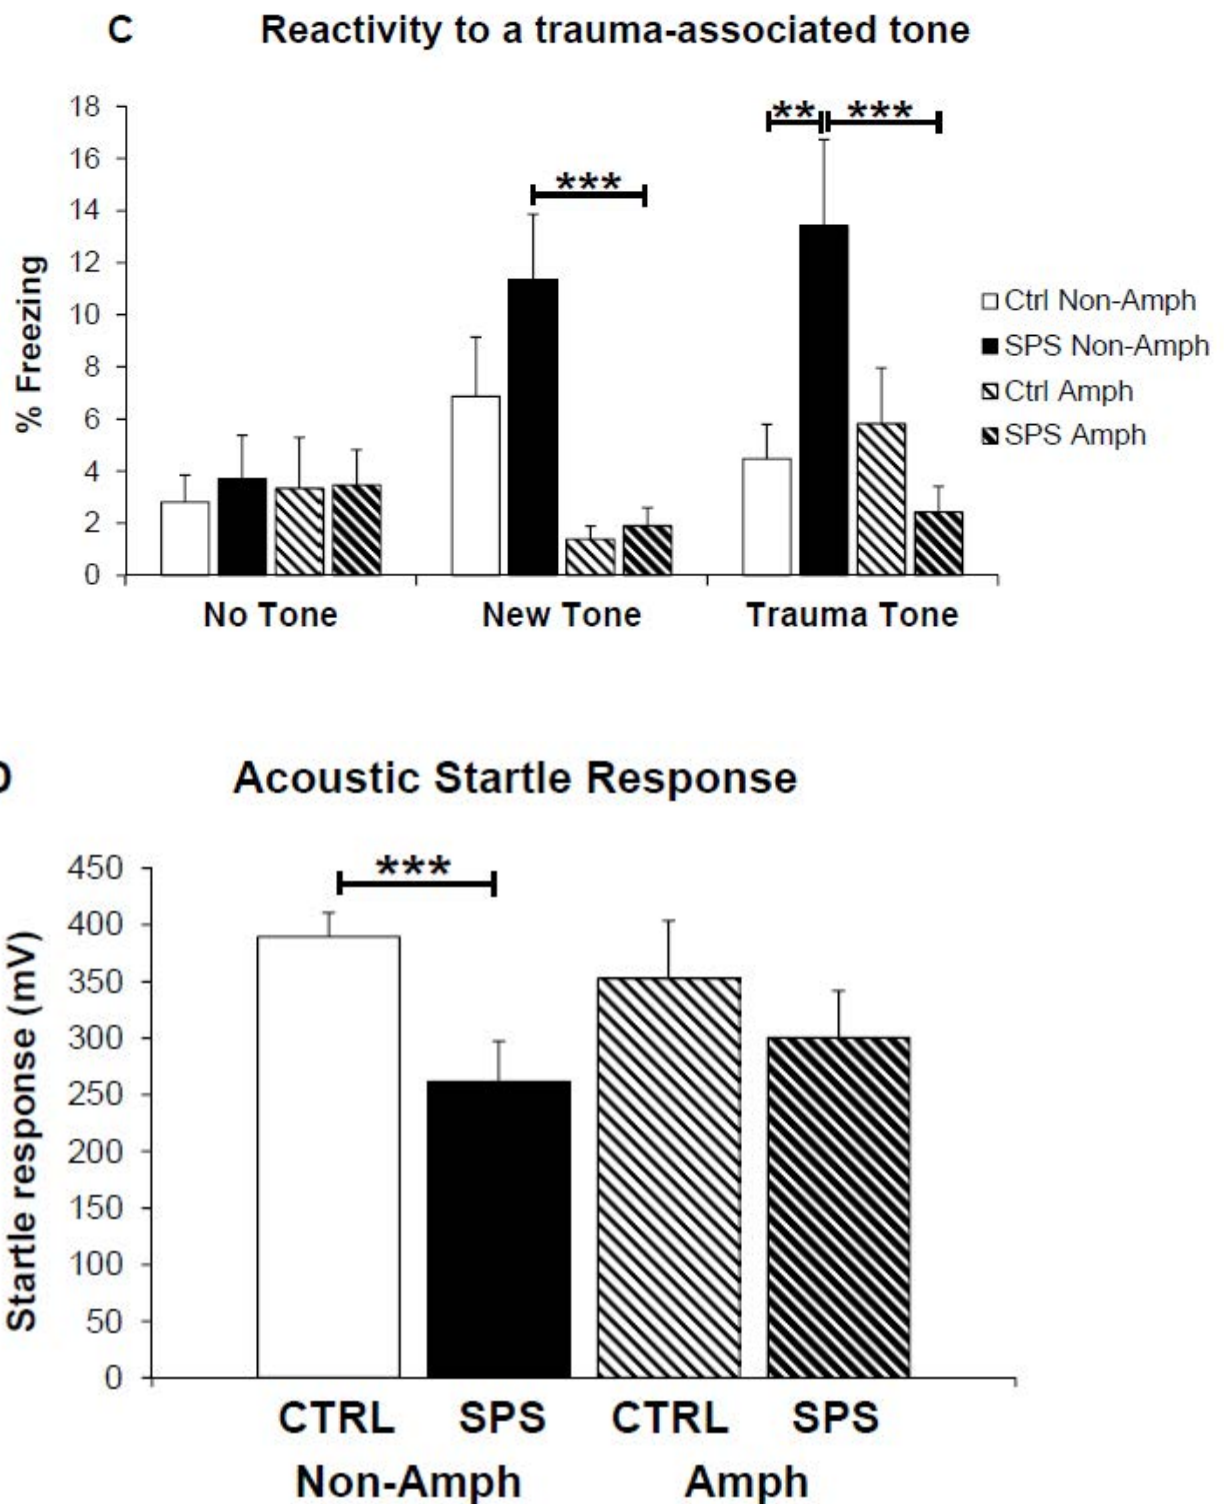 C Reactivity to a trauma-associated tone
18
16
14
12
10
8
6
4
2
0
% Freezing
** ***
***
Ctrl Non-Amph
SPS Non-Amph
Ctrl Amph
SPS Amph
No Tone New Tone Trauma Tone
Acoustic Startle Response
450
400
350
300
250
200
150
100
50
0
Startle response (mV)
***
CTRL SPS CTRL SPS
Non-Amph Amph